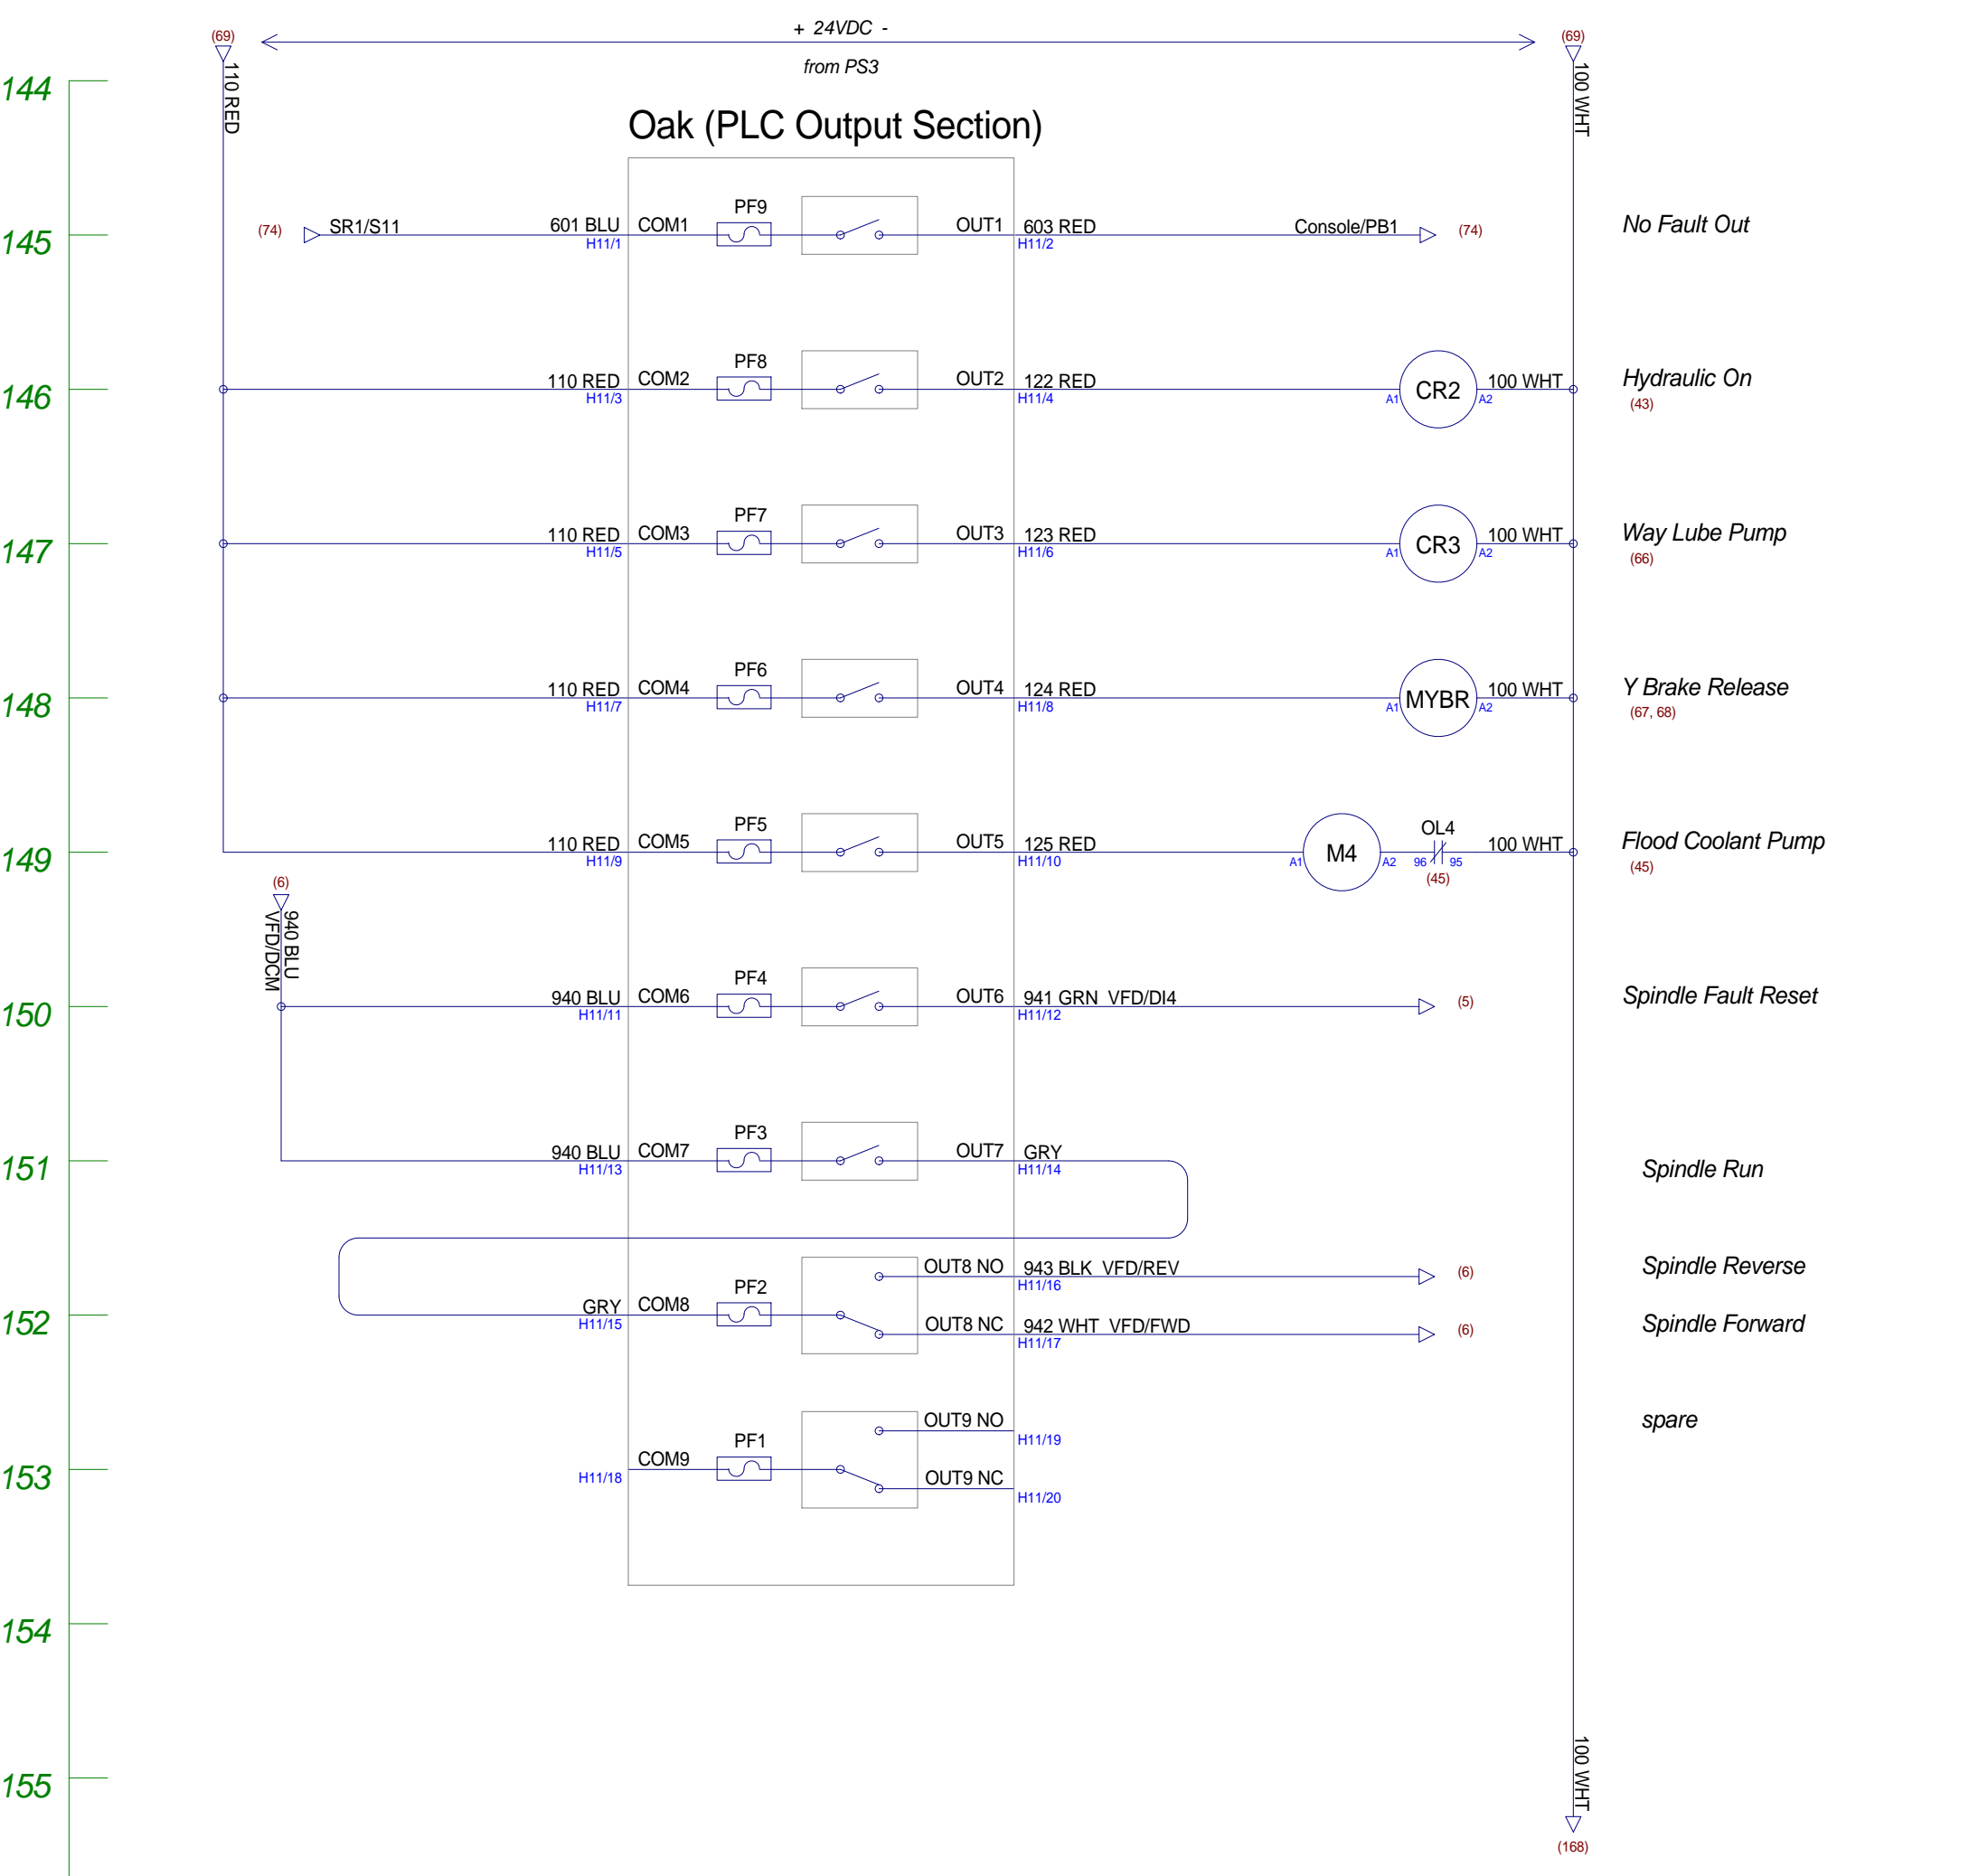 + 24VDC -
(69)
(69)
from PS3
110 RED
100 WHT
144
Oak (PLC Output Section)
145
(74)
SR1/S11
601 BLU
H11/1
COM1
PF9
OUT1
603 RED
H11/2
Console/PB1
(74)
No Fault Out
146
110 RED
H11/3
COM2
PF8
OUT2
122 RED
H11/4
A1
CR2
A2
100 WHT
Hydraulic On
(43)
147
110 RED
H11/5
COM3
PF7
OUT3
123 RED
H11/6
A1
CR3
A2
100 WHT
Way Lube Pump
(66)
148
110 RED
H11/7
COM4
PF6
OUT4
124 RED
H11/8
A1
MYBR
A2
100 WHT
Y Brake Release
(67, 68)
149
110 RED
H11/9
COM5
PF5
OUT5
125 RED
H11/10
A1
M4
A2
OL4
96
95
(45)
100 WHT
Flood Coolant Pump
(45)
(6)
940 BLU
VFD/DCM
150
940 BLU
H11/11
COM6
PF4
OUT6
941 GRN VFD/DI4
H11/12
(5)
Spindle Fault Reset
151
940 BLU
H11/13
COM7
PF3
OUT7
GRY
H11/14
Spindle Run
152
GRY
H11/15
COM8
PF2
OUT8 NO
943 BLK VFD/REV
H11/16
(6)
Spindle Reverse
OUT8 NC
942 WHT VFD/FWD
H11/17
(6)
Spindle Forward
153
H11/18
COM9
PF1
OUT9 NO
H11/19
OUT9 NC
H11/20
spare
154
155
100 WHT
(168)